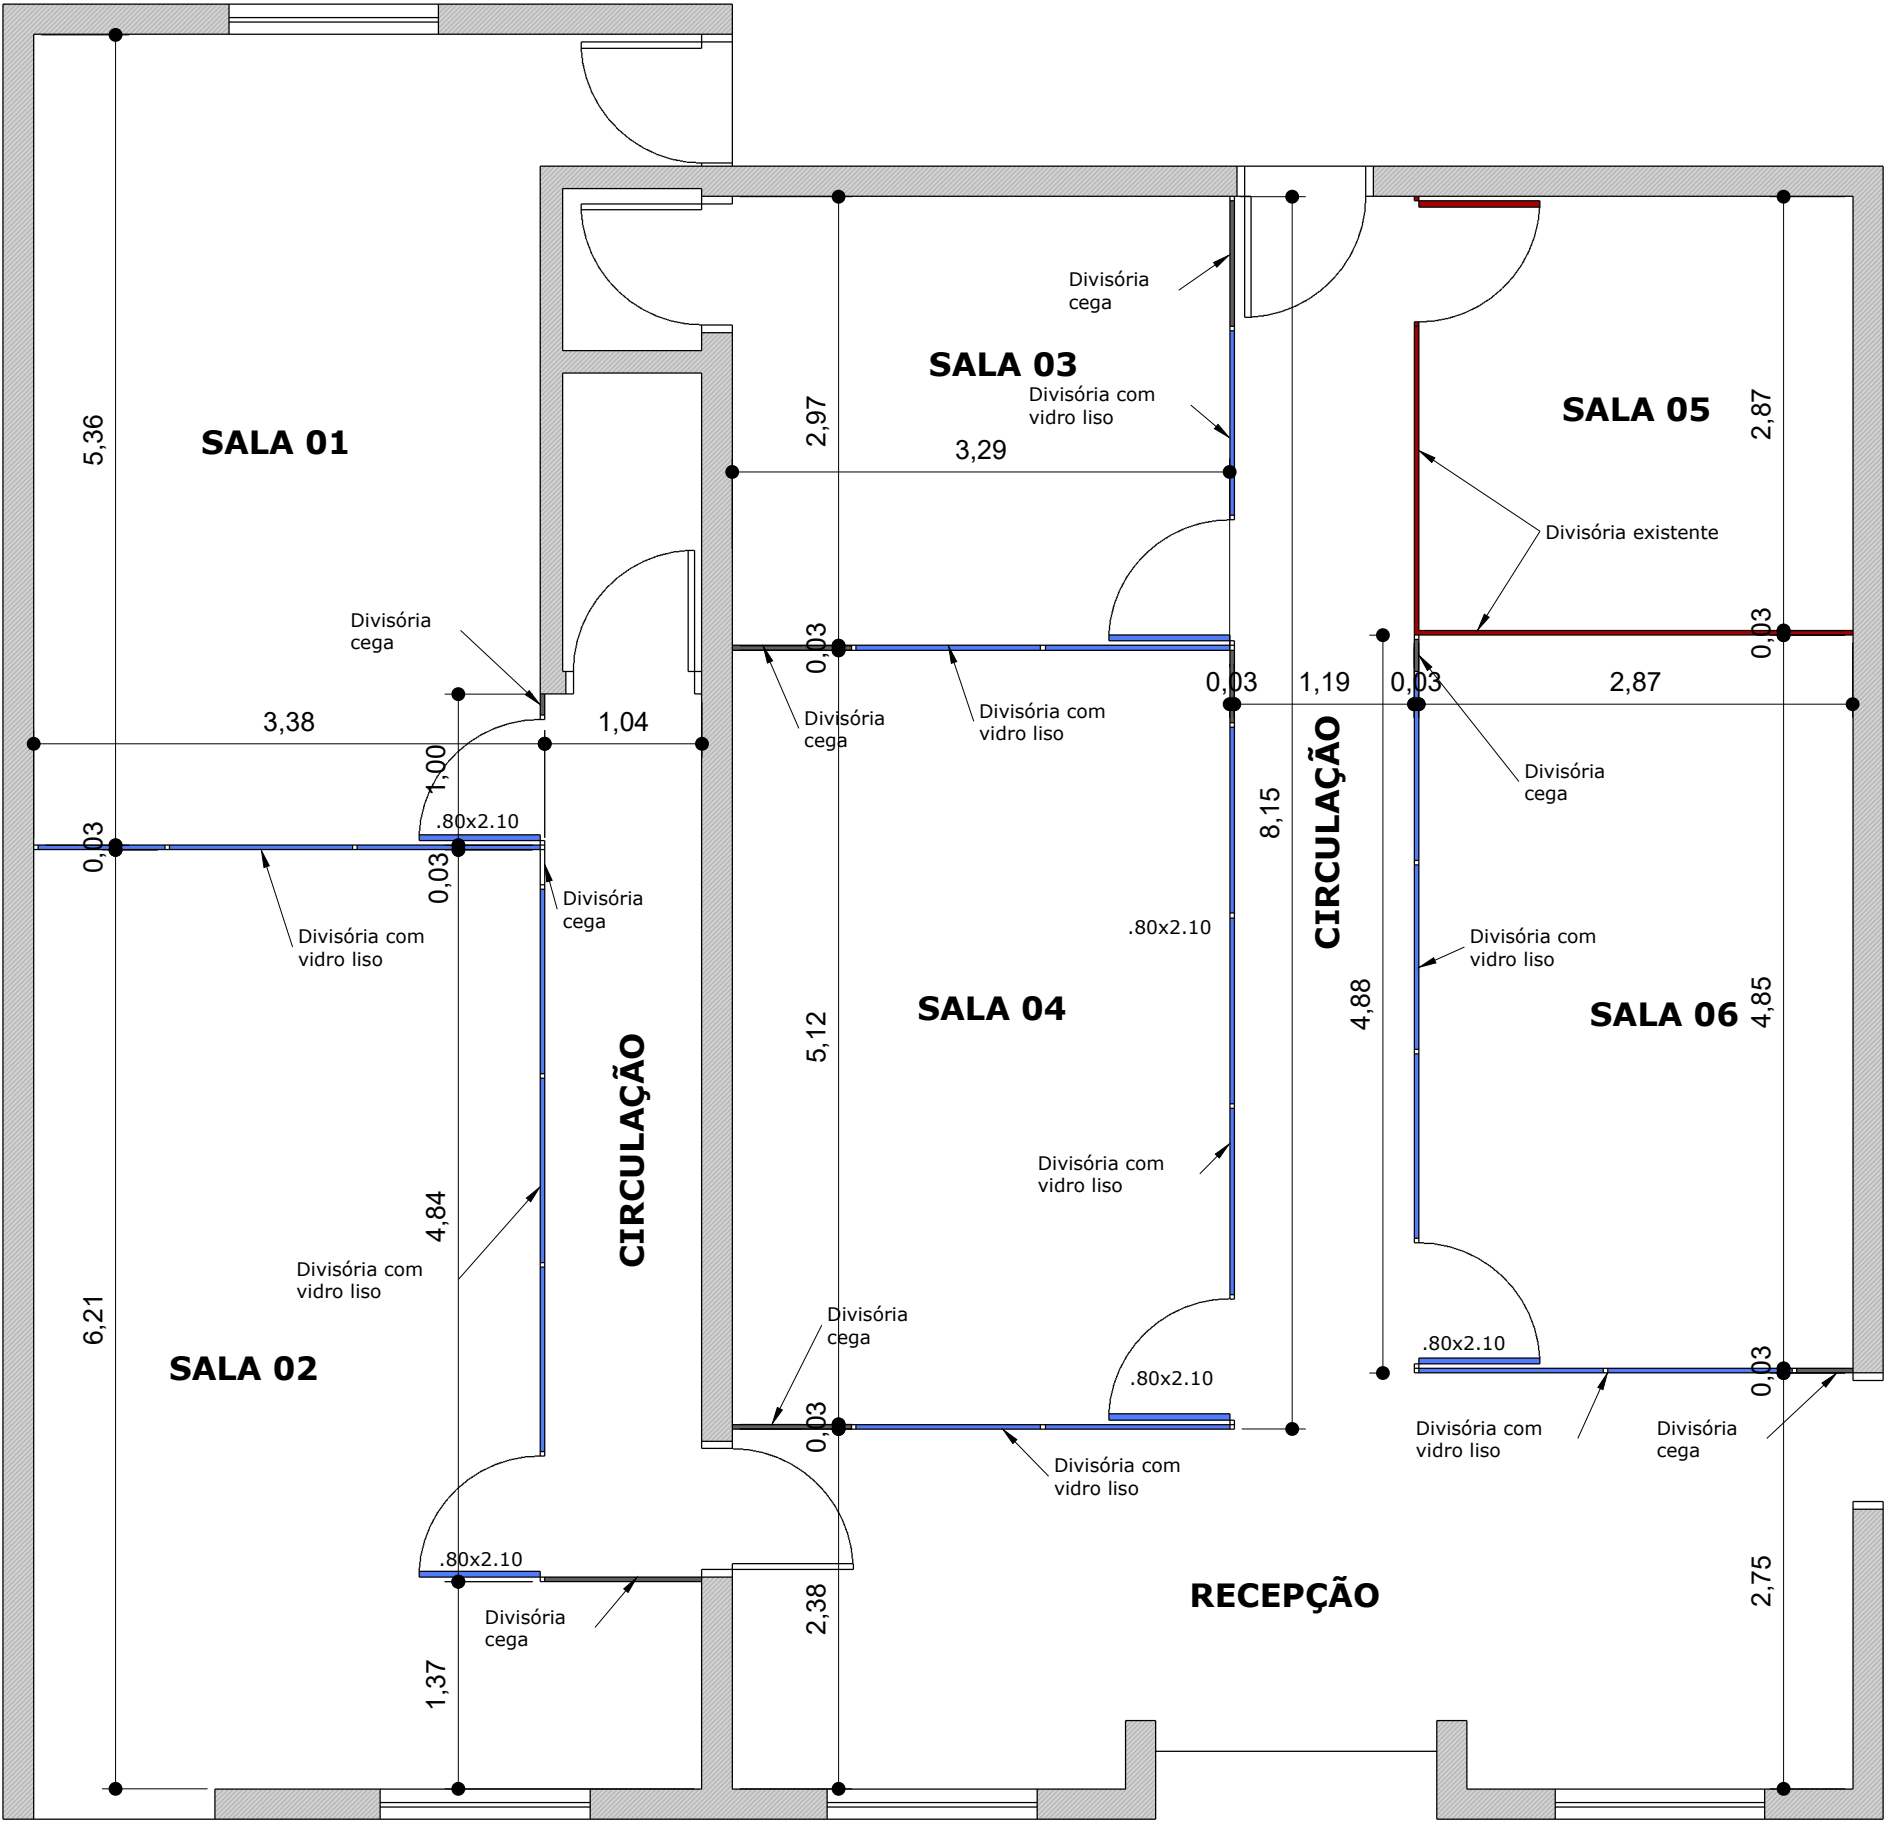 Divisória
cega
SALA 03
Divisória com
vidro liso
SALA 05
2,87
2,97
5,36
SALA 01
3,29
Divisória existente
Divisória
cega
0,03
0,03
0,03
1,19
0,03
2,87
3,38
1,04
Divisória
cega
Divisória com
vidro liso
1,00
Divisória
cega
8,15
CIRCULAÇÃO
.80x2.10
0,03
0,03
Divisória
cega
Divisória com
vidro liso
.80x2.10
Divisória com
vidro liso
SALA 04
5,12
4,88
SALA 06
4,85
CIRCULAÇÃO
Divisória com
vidro liso
4,84
Divisória com
vidro liso
6,21
SALA 02
Divisória
cega
.80x2.10
.80x2.10
0,03
0,03
Divisória com
vidro liso
Divisória
cega
Divisória com
vidro liso
.80x2.10
RECEPÇÃO
2,75
2,38
Divisória
cega
1,37